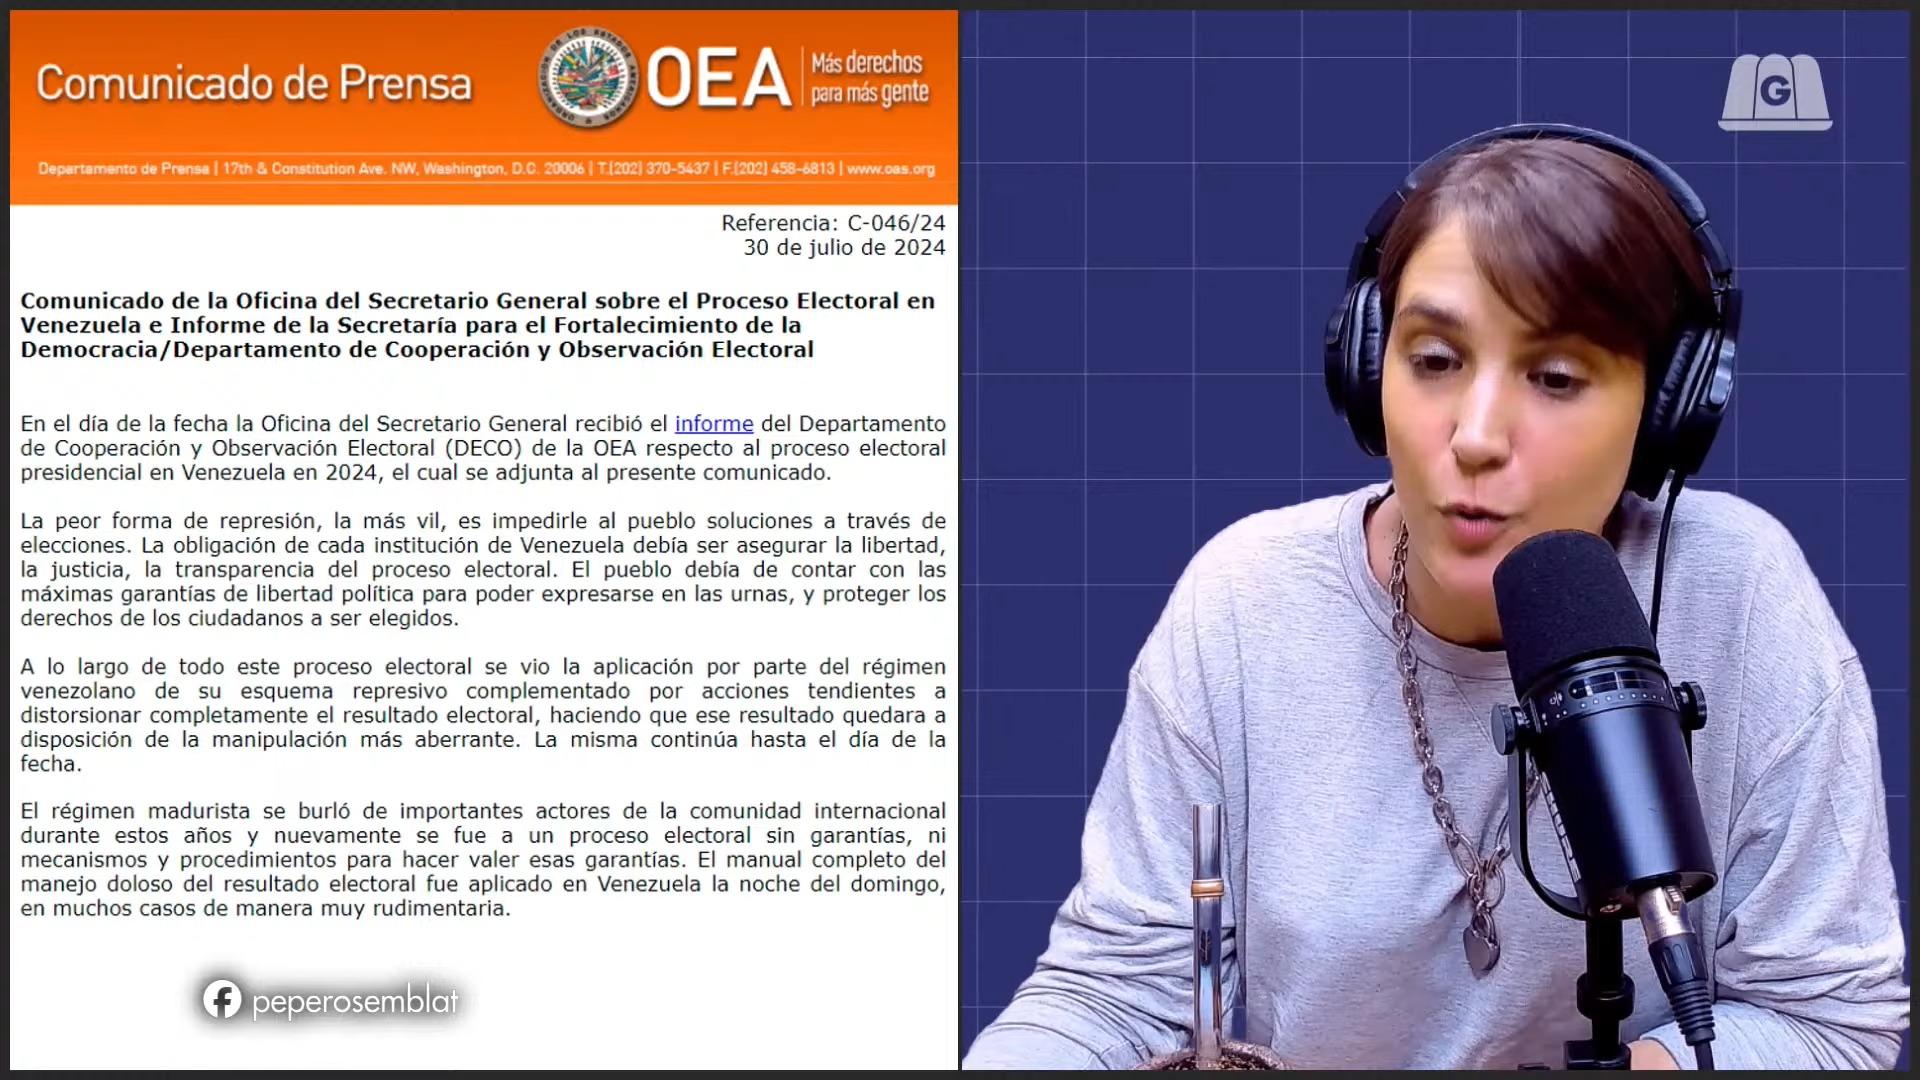 Comunicado de Prensa
OEA
Más derechos
para más gente
Departamento de Prensa | 17th & Constitution Ave. NW, Washington, D.C. 20006 | T.(202) 370-5437 | F.(202) 458-6813 | www.oas.org
Referencia: C-046/24
30 de julio de 2024
Comunicado de la Oficina del Secretario General sobre el Proceso Electoral en
Venezuela e Informe de la Secretaría para el Fortalecimiento de la
Democracia/Departamento de Cooperación y Observación Electoral
En el día de la fecha la Oficina del Secretario General recibió el informe del Departamento
de Cooperación y Observación Electoral (DECO) de la OEA respecto al proceso electoral
presidencial en Venezuela en 2024, el cual se adjunta al presente comunicado.
La peor forma de represión, la más vil, es impedirle al pueblo soluciones a través de
elecciones. La obligación de cada institución de Venezuela debía ser asegurar la libertad,
la justicia, la transparencia del proceso electoral. El pueblo debía de contar con las
máximas garantías de libertad política para poder expresarse en las urnas, y proteger los
derechos de los ciudadanos a ser elegidos.
A lo largo de todo este proceso electoral se vio la aplicación por parte del régimen
venezolano de su esquema represivo complementado por acciones tendientes a
distorsionar completamente el resultado electoral, haciendo que ese resultado quedara a
disposición de la manipulación más aberrante. La misma continúa hasta el día de la
fecha.
El régimen madurista se burló de importantes actores de la comunidad internacional
durante estos años y nuevamente se fue a un proceso electoral sin garantías, ni
mecanismos y procedimientos para hacer valer esas garantías. El manual completo del
manejo doloso del resultado electoral fue aplicado en Venezuela la noche del domingo,
en muchos casos de manera muy rudimentaria.
peperosemblat
G